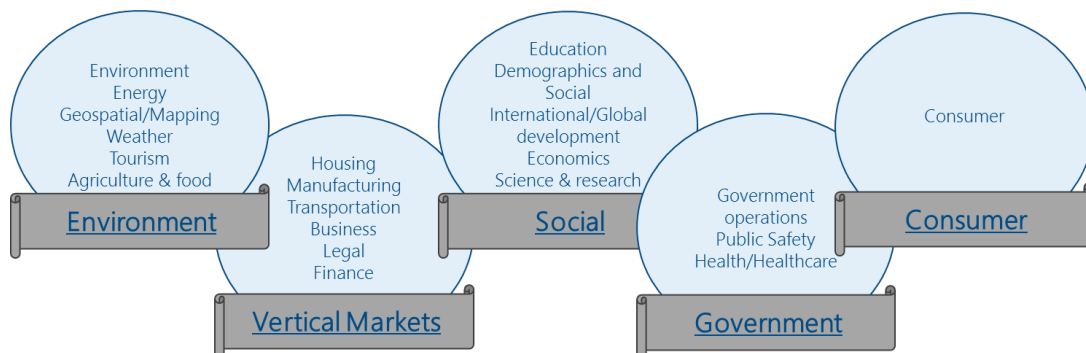 Environment
Energy
Geospatial/Mapping
Weather
Tourism
Agriculture & food
Environment
Housing
Manufacturing
Transportation
Business
Legal
Finance
Vertical Markets
Education
Demographics and
Social
International/Global
development
Economics
Science & research
Social
Government
operations
Public Safety
Health/Healthcare
Government
Consumer
Consumer